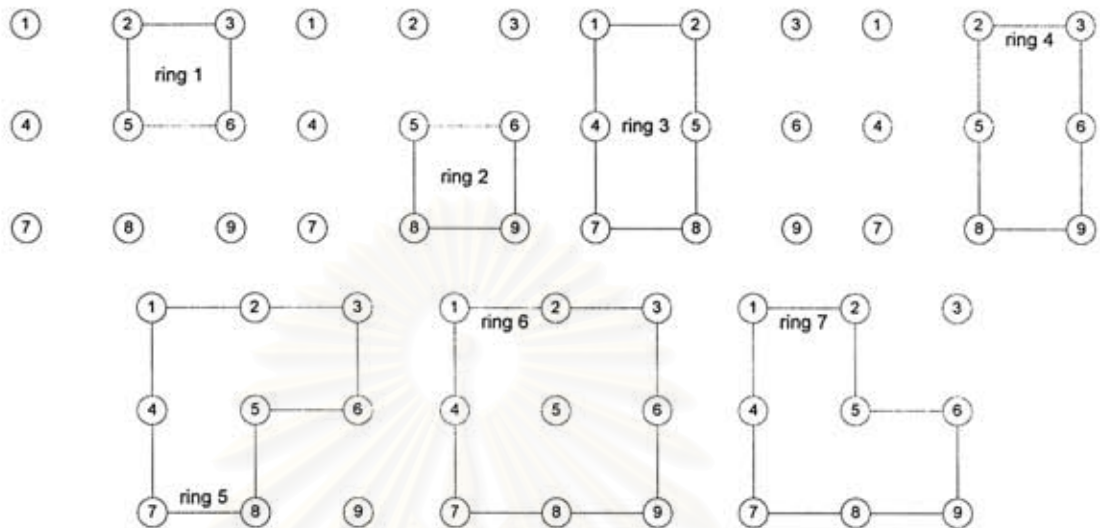 1 2 3 1 2 3 1 2 3 1 2 3
ring 4
ring 1
4 5 6 4 5 6 4 ring 3 5 6 4 5 6
ring 2
7 8 9 7 8 9 7 8 9 7 8 9
1 2 3 1 2 3 1 2 3
ring 6 ring 7
4 5 6 4 5 6 4 5 6
ring 5
7 8 9 7 8 9 7 8 9